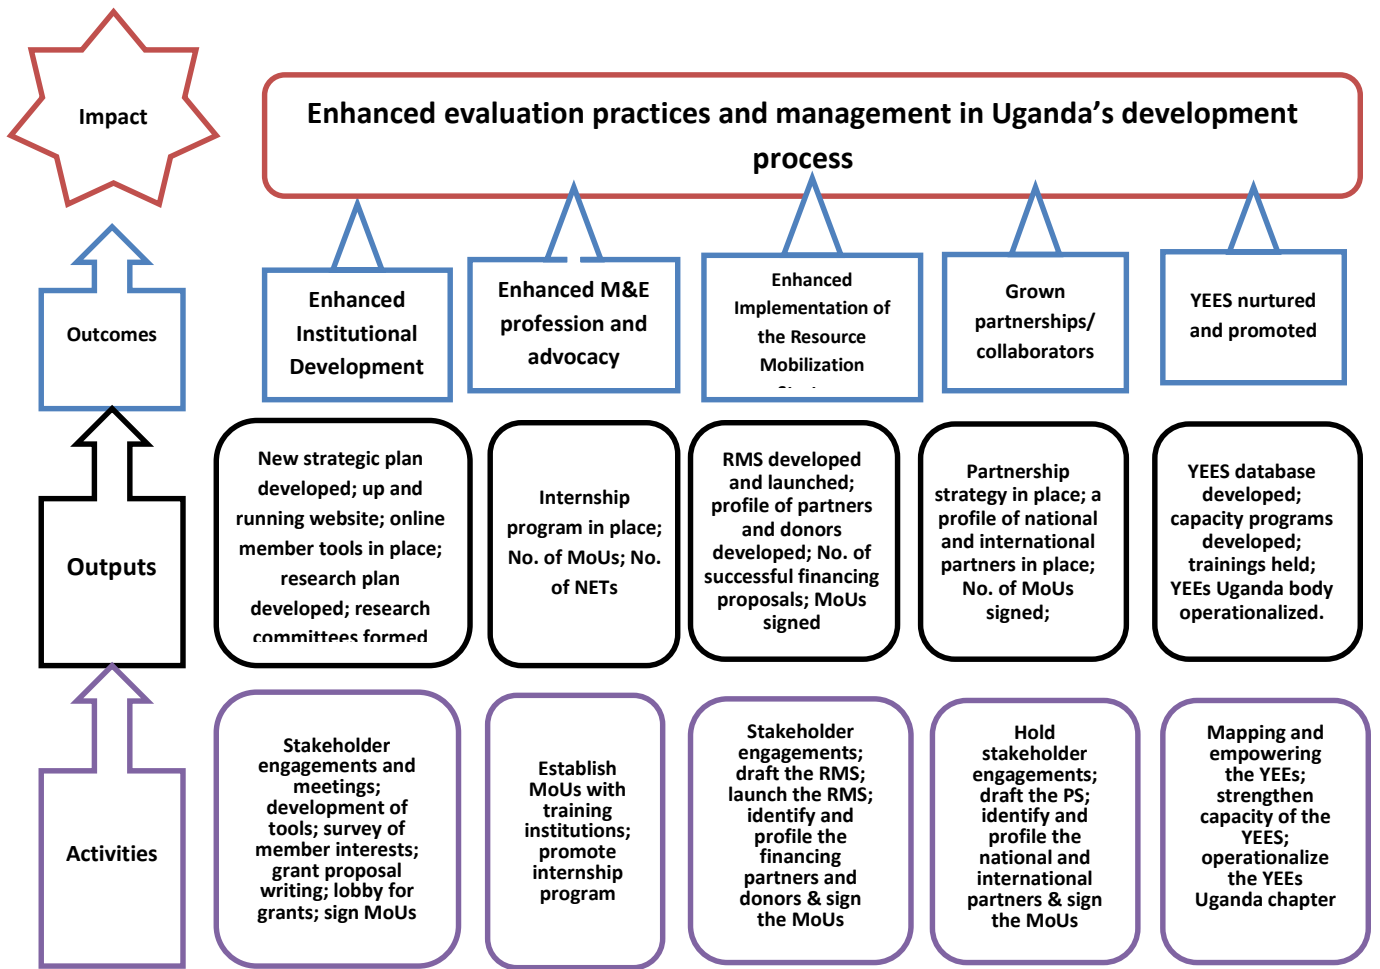 Impact
Enhanced evaluation practices and management in Uganda's development
process
Outcomes
Enhanced
Institutional
Development
Enhanced M&E
profession and
advocacy
Enhanced
Implementation of
the Resource
Mobilization
Grown
partnerships/
collaborators
YEES nurtured
and promoted
Outputs
New strategic plan
developed; up and
running website; online
member tools in place;
research plan
developed; research
committees formed
Internship
program in place;
No. of MoUs; No.
of NETs
RMS developed
and launched;
profile of partners
and donors
developed; No. of
successful financing
proposals; MoUs
signed
Partnership
strategy in place; a
profile of national
and international
partners in place;
No. of MoUs
signed;
YEES database
developed;
capacity programs
developed;
trainings held;
YEEs Uganda body
operationalized.
Activities
Stakeholder
engagements and
meetings;
development of
tools; survey of
member interests;
grant proposal
writing; lobby for
grants; sign MoUs
Establish
MoUs with
training
institutions;
promote
internship
program
Stakeholder
engagements;
draft the RMS;
launch the RMS;
identify and
profile the
financing
partners and
donors & sign
the MoUs
Hold
stakeholder
engagements;
draft the PS;
identify and
profile the
national and
international
partners & sign
the MoUs
Mapping and
empowering
the YEEs;
strengthen
capacity of the
YEES;
operationalize
the YEEs
Uganda chapter